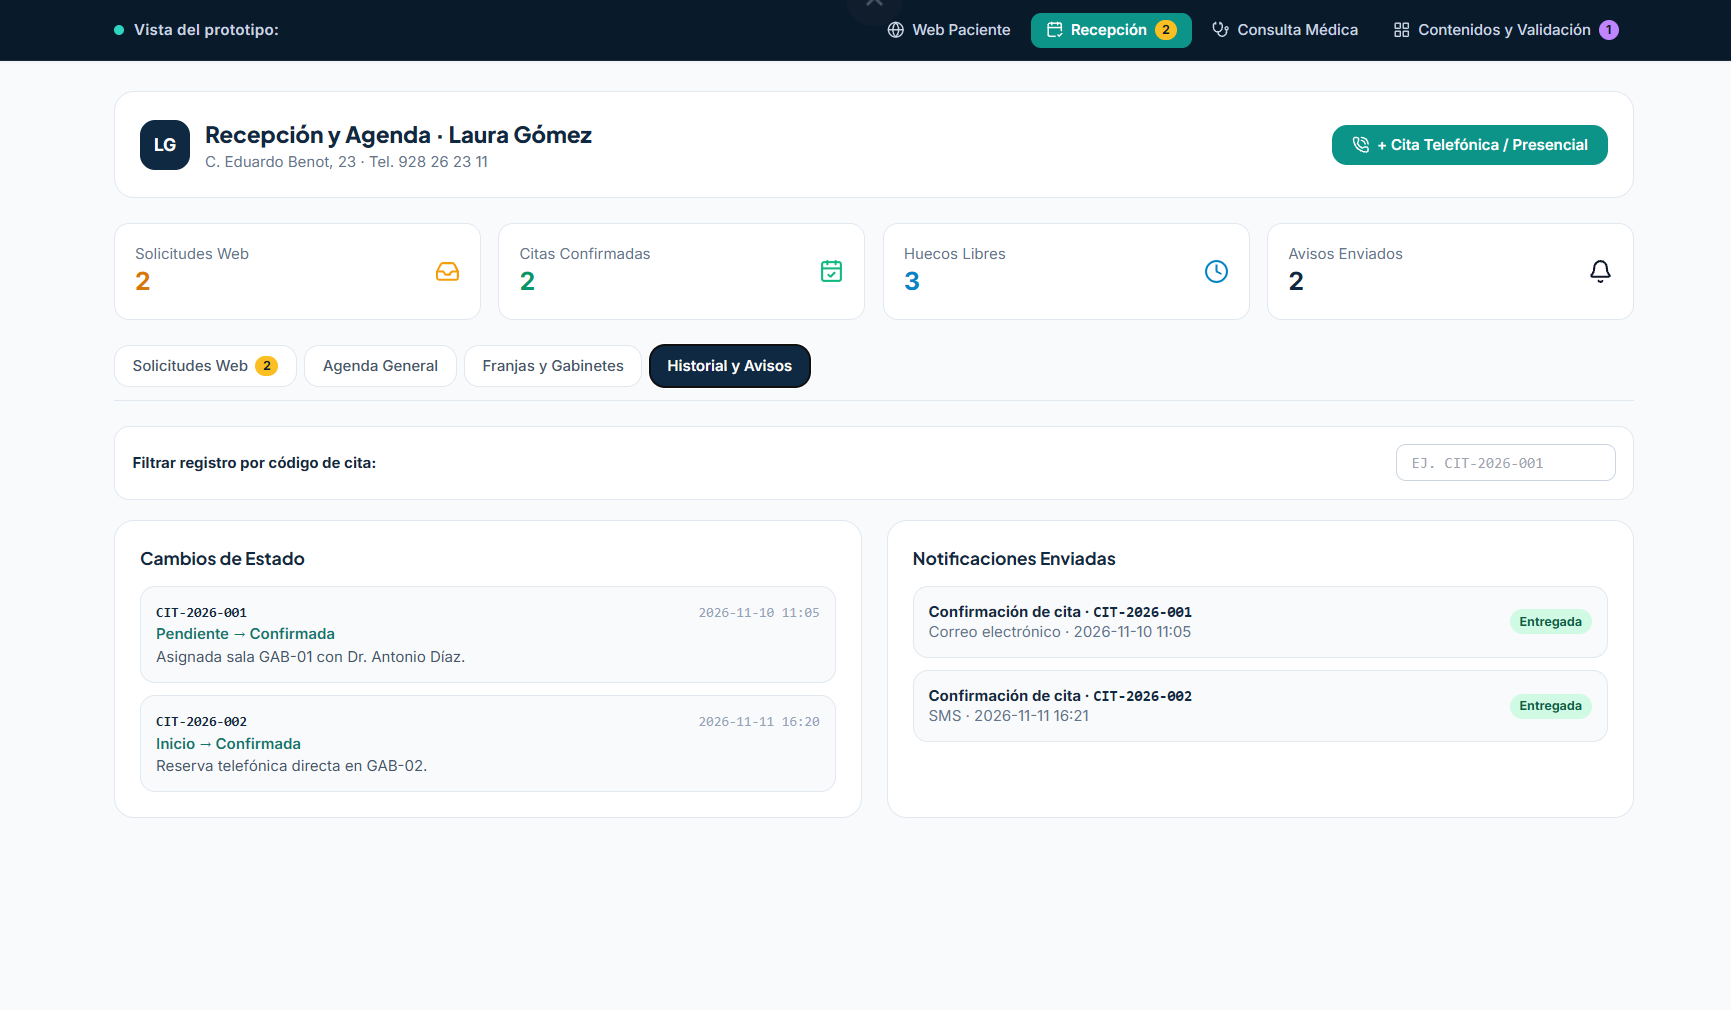 Vista del prototipo:
Web Paciente
Recepción 2
Consulta Médica
Contenidos y Validación 1
LG
Recepción y Agenda · Laura Gómez
C. Eduardo Benot, 23 · Tel. 928 26 23 11
+ Cita Telefónica / Presencial
Solicitudes Web
2
Citas Confirmadas
2
Huecos Libres
3
Avisos Enviados
2
Solicitudes Web 2
Agenda General
Franjas y Gabinetes
Historial y Avisos
Filtrar registro por código de cita:
EJ. CIT-2026-001
Cambios de Estado
CIT-2026-001 2026-11-10 11:05
Pendiente → Confirmada
Asignada sala GAB-01 con Dr. Antonio Díaz.
CIT-2026-002 2026-11-11 16:20
Inicio → Confirmada
Reserva telefónica directa en GAB-02.
Notificaciones Enviadas
Confirmación de cita · CIT-2026-001
Correo electrónico · 2026-11-10 11:05
Entregada
Confirmación de cita · CIT-2026-002
SMS · 2026-11-11 16:21
Entregada